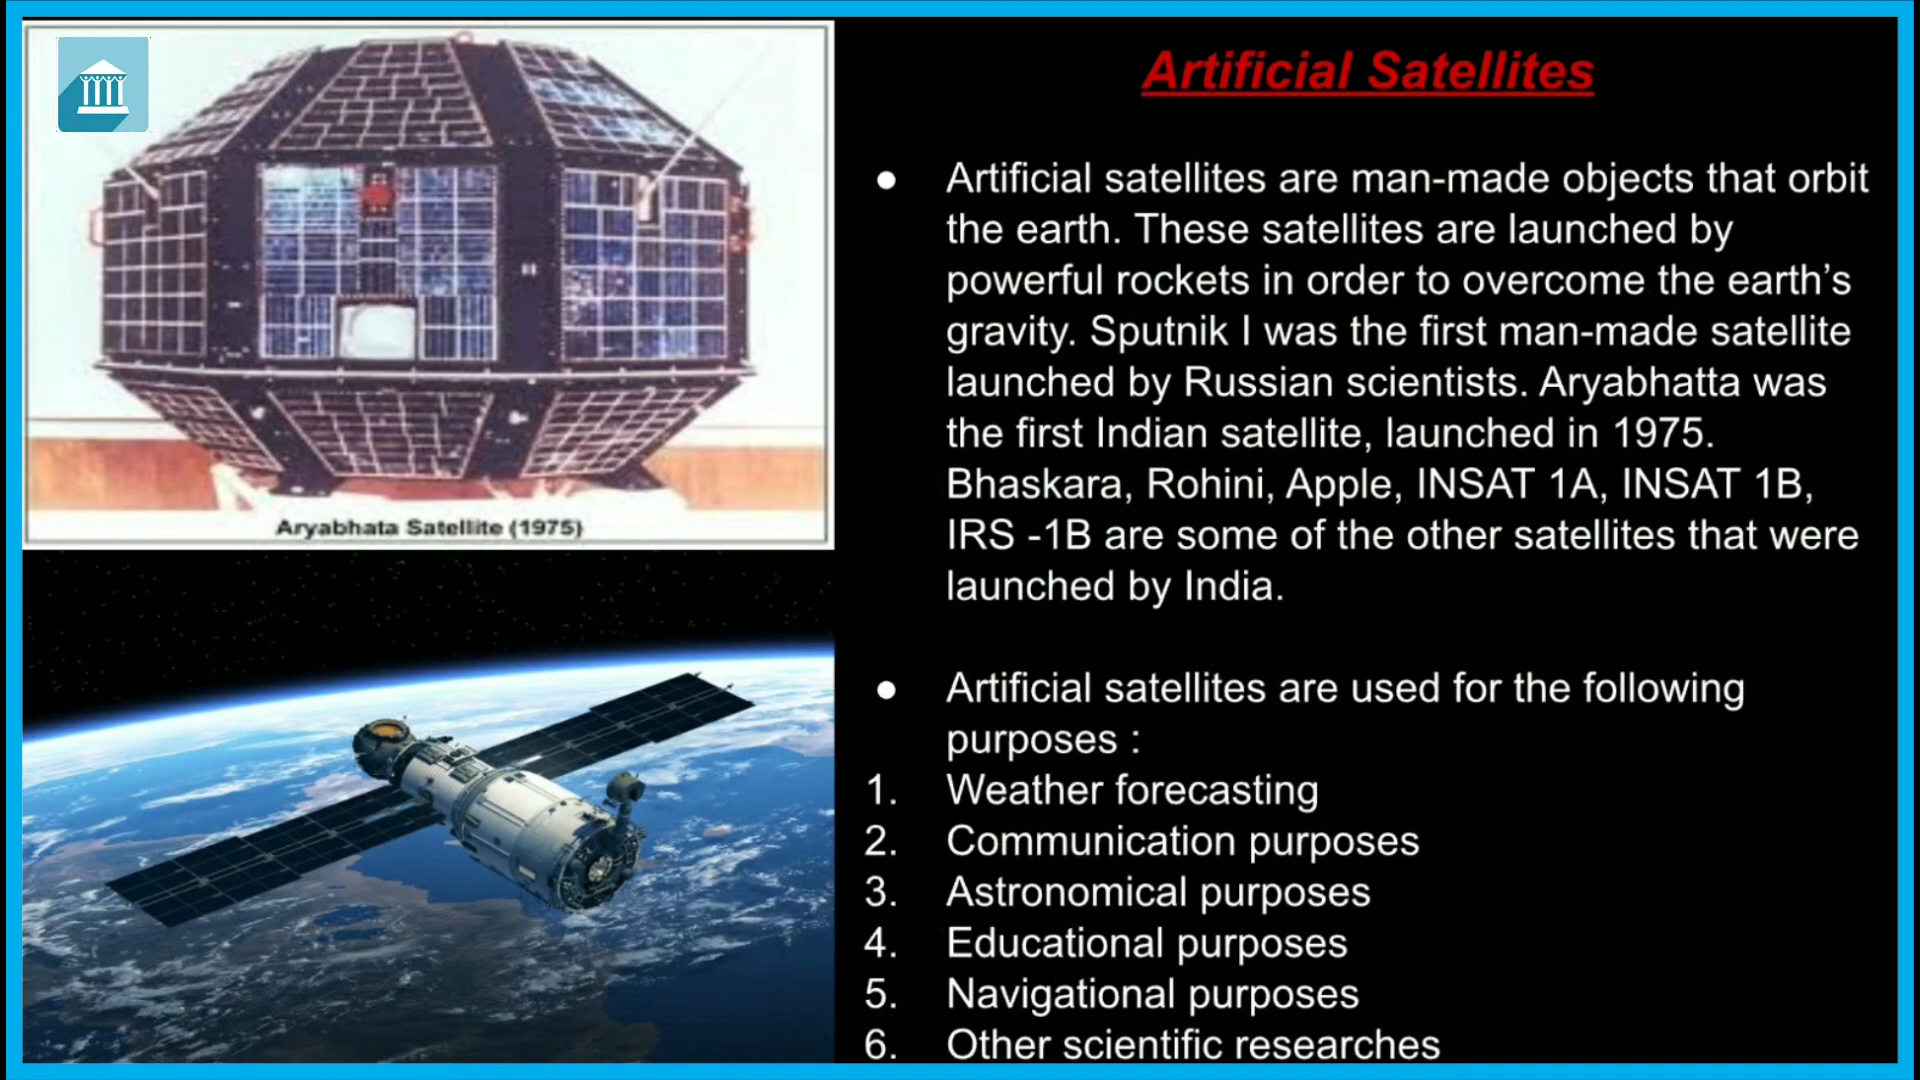 Artificial Satellites
● Artificial satellites are man-made objects that orbit
the earth. These satellites are launched by
powerful rockets in order to overcome the earth’s
gravity. Sputnik I was the first man-made satellite
launched by Russian scientists. Aryabhatta was
the first Indian satellite, launched in 1975.
Bhaskara, Rohini, Apple, INSAT 1A, INSAT 1B,
IRS -1B are some of the other satellites that were
launched by India.
● Artificial satellites are used for the following
purposes :
1. Weather forecasting
2. Communication purposes
3. Astronomical purposes
4. Educational purposes
5. Navigational purposes
6. Other scientific researches
Aryabhata Satellite (1975)